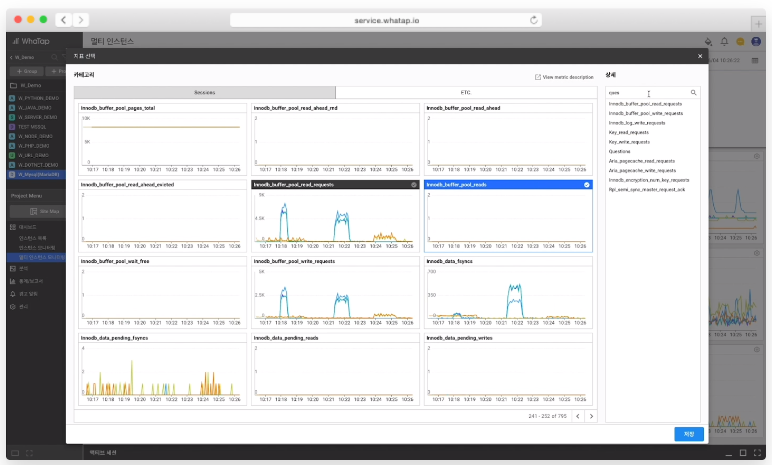 service.whatap.io
WhaTap
멀티 인스턴스
W_Demo
지표 선택
카테고리
View metric description
상세
Sessions
ETC.
Innodb_buffer_pool_pages_total
10K
5K
0
10:17 10:18 10:19 10:20 10:21 10:22 10:23 10:24 10:25 10:26
Innodb_buffer_pool_read_ahead_rnd
2
1
0
10:17 10:18 10:19 10:20 10:21 10:22 10:23 10:24 10:25 10:26
Innodb_buffer_pool_read_ahead
2
1
0
10:17 10:18 10:19 10:20 10:21 10:22 10:23 10:24 10:25 10:26
Innodb_buffer_pool_read_ahead_evicted
2
1
0
10:17 10:18 10:19 10:20 10:21 10:22 10:23 10:24 10:25 10:26
Innodb_buffer_pool_read_requests
0
10:17 10:18 10:19 10:20 10:21 10:22 10:23 10:24 10:25 10:26
Innodb_buffer_pool_reads
2
1
0
10:17 10:18 10:19 10:20 10:21 10:22 10:23 10:24 10:25 10:26
Innodb_buffer_pool_wait_free
2
1
0
10:17 10:18 10:19 10:20 10:21 10:22 10:23 10:24 10:25 10:26
Innodb_buffer_pool_write_requests
5K
2.5K
0
10:17 10:18 10:19 10:20 10:21 10:22 10:23 10:24 10:25 10:26
Innodb_data_fsyncs
700
350
0
10:17 10:18 10:19 10:20 10:21 10:22 10:23 10:24 10:25 10:26
Innodb_data_pending_fsyncs
4
2
0
10:17 10:18 10:19 10:20 10:21 10:22 10:23 10:24 10:25 10:26
Innodb_data_pending_reads
2
1
0
10:17 10:18 10:19 10:20 10:21 10:22 10:23 10:24 10:25 10:26
Innodb_data_pending_writes
2
1
0
10:17 10:18 10:19 10:20 10:21 10:22 10:23 10:24 10:25 10:26
Innodb_buffer_pool_read_requests
Innodb_buffer_pool_write_requests
Innodb_log_write_requests
Key_read_requests
Key_write_requests
Questions
Aria_pagecache_read_requests
Aria_pagecache_write_requests
Innodb_encryption_num_key_requests
Rpl_semi_sync_master_request_ack
241 - 252 of 795
저장
W_Demo
W_PYTHON_DEMO
W_JAVA_DEMO
W_SERVER_DEMO
TEST MSSQL
W_NODE_DEMO
W_PHP_DEMO
W_DOTNET_DEMO
W_Mysql(MariaDB)
Project Menu
Site Map
대시보드
인스턴스 목록
인스턴스 모니터링
멀티 인스턴스 모니터링
분석
통계/보고서
경고 알림
관리
액티브 세션